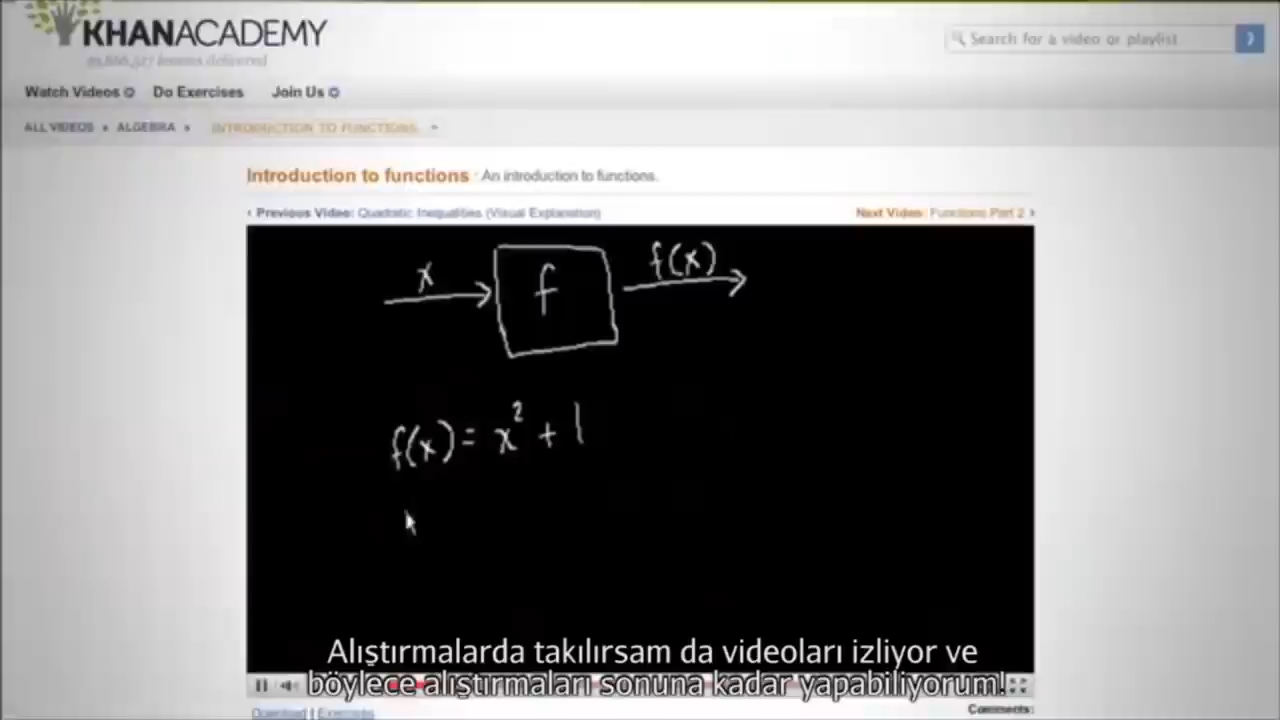 KHANACADEMY
lessons delivered
Search for a video or playlist
Watch Videos Do Exercises Join Us
ALL VIDEOS ALGEBRA INTRODUCTION TO FUNCTIONS
Introduction to functions : An introduction to functions.
‹ Previous Video: Quadratic Inequalities (Visual Explanation)
Next Video: Functions Part 2 ›
x f f(x)
f(x) = x² + 1
Alıştırmalarda takılırsam da videoları izliyor ve
böylece alıştırmaları sonuna kadar yapabiliyorum!
Download | Exercises
Comments: